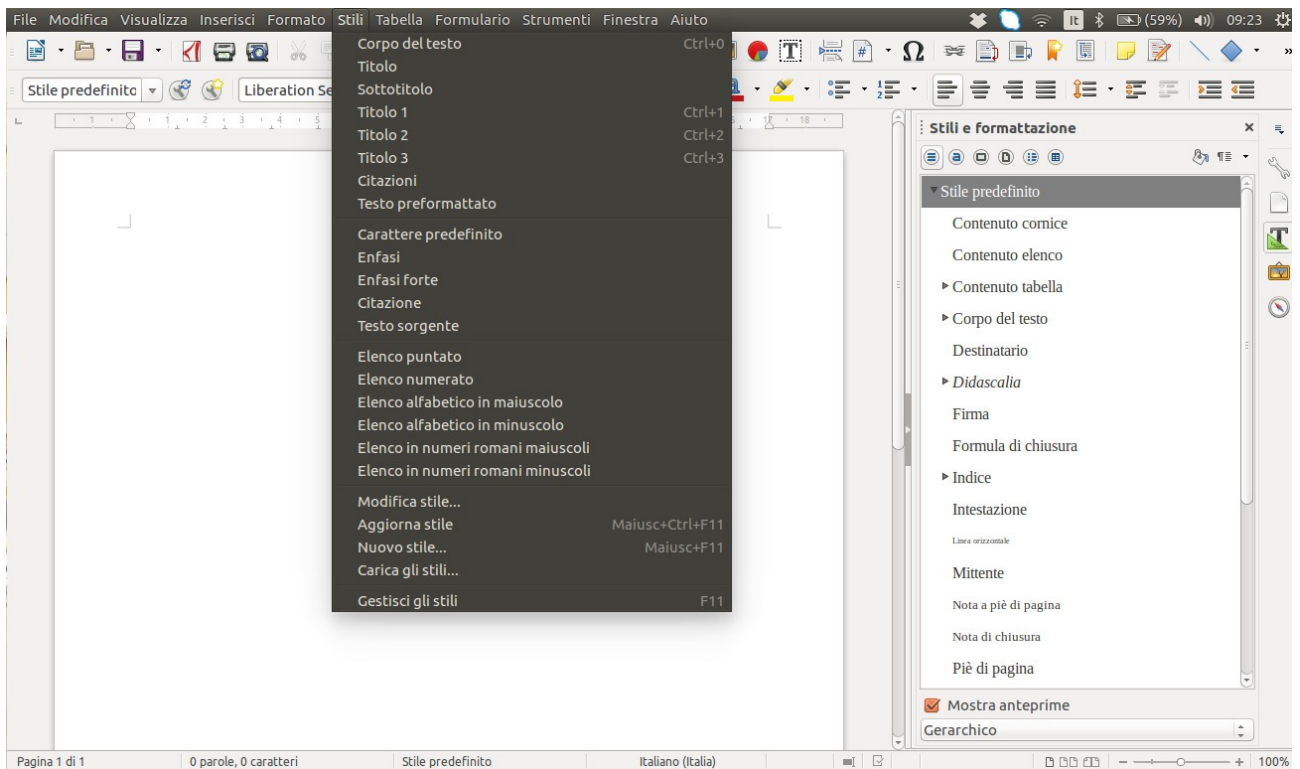 File Modifica Visualizza Inserisci Formato Stili Tabella Formulario Strumenti Finestra Aiuto
It (59%) 09:23
Stile predefinito Liberation Se
Corpo del testo Ctrl+0
Titolo
Sottotitolo
Titolo 1 Ctrl+1
Titolo 2 Ctrl+2
Titolo 3 Ctrl+3
Citazioni
Testo preformattato
Carattere predefinito
Enfasi
Enfasi forte
Citazione
Testo sorgente
Elenco puntato
Elenco numerato
Elenco alfabetico in maiuscolo
Elenco alfabetico in minuscolo
Elenco in numeri romani maiuscoli
Elenco in numeri romani minuscoli
Modifica stile...
Aggiorna stile Maiusc+Ctrl+F11
Nuovo stile... Maiusc+F11
Carica gli stili...
Gestisci gli stili F11
Stili e formattazione
Stile predefinito
Contenuto cornice
Contenuto elenco
Contenuto tabella
Corpo del testo
Destinatario
Didascalia
Firma
Formula di chiusura
Indice
Intestazione
Linea orizzontale
Mittente
Nota a piè di pagina
Nota di chiusura
Piè di pagina
Mostra anteprime
Gerarchico
Pagina 1 di 1 0 parole, 0 caratteri Stile predefinito Italiano (Italia) 100%